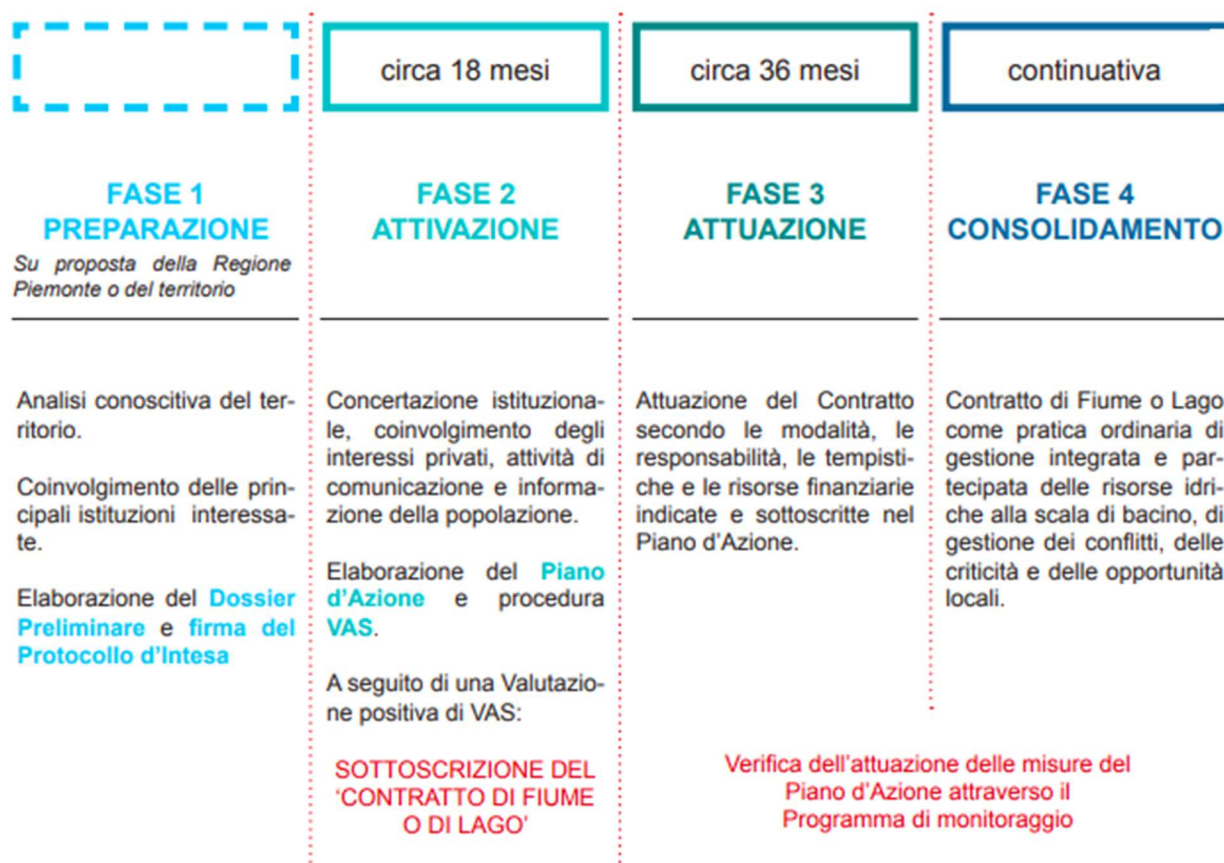 circa 18 mesi
circa 36 mesi
continuativa
FASE 1
PREPARAZIONE
Su proposta della Regione
Piemonte o del territorio
FASE 2
ATTIVAZIONE
FASE 3
ATTUAZIONE
FASE 4
CONSOLIDAMENTO
Analisi conoscitiva del ter-
ritorio.
Coinvolgimento delle prin-
cipali istituzioni interessa-
te.
Elaborazione del Dossier
Preliminare e firma del
Protocollo d'Intesa
Concertazione istituziona-
le, coinvolgimento degli
interessi privati, attività di
comunicazione e informa-
zione della popolazione.
Elaborazione del Piano
d'Azione e procedura
VAS.
A seguito di una Valutazio-
ne positiva di VAS:
SOTTOSCRIZIONE DEL
'CONTRATTO DI FIUME
O DI LAGO'
Attuazione del Contratto
secondo le modalità, le
responsabilità, le tempisti-
che e le risorse finanziarie
indicate e sottoscritte nel
Piano d'Azione.
Contratto di Fiume o Lago
come pratica ordinaria di
gestione integrata e par-
tecipata delle risorse idri-
che alla scala di bacino, di
gestione dei conflitti, delle
criticità e delle opportunità
locali.
Verifica dell'attuazione delle misure del
Piano d'Azione attraverso il
Programma di monitoraggio